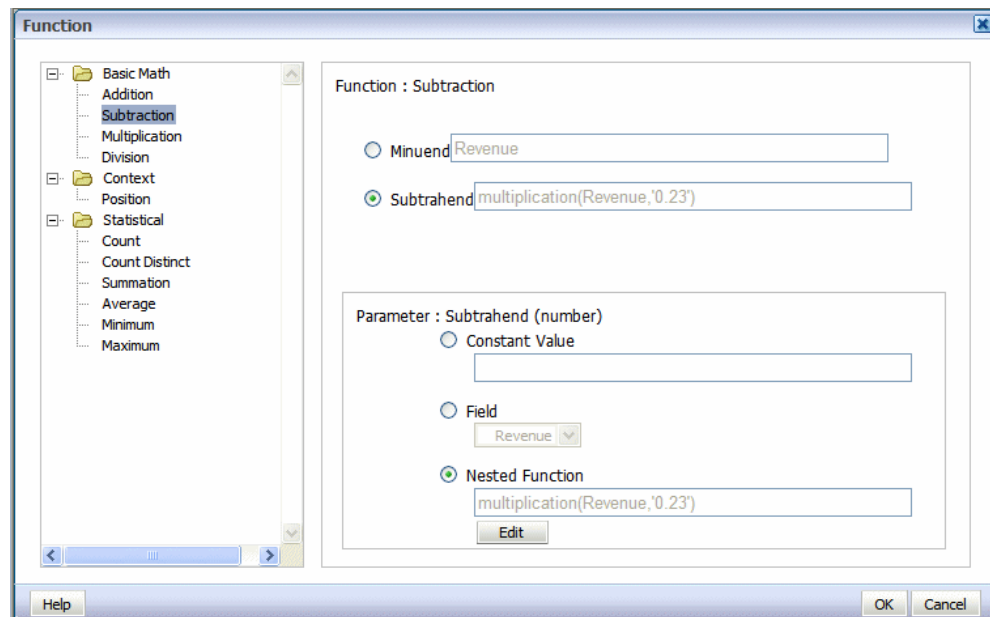 Function
Basic Math
Addition
Subtraction
Multiplication
Division
Context
Position
Statistical
Count
Count Distinct
Summation
Average
Minimum
Maximum
Function : Subtraction
Minuend Revenue
Subtrahend multiplication(Revenue,'0.23')
Parameter : Subtrahend (number)
Constant Value
Field
Revenue
Nested Function
multiplication(Revenue,'0.23')
Edit
Help OK Cancel